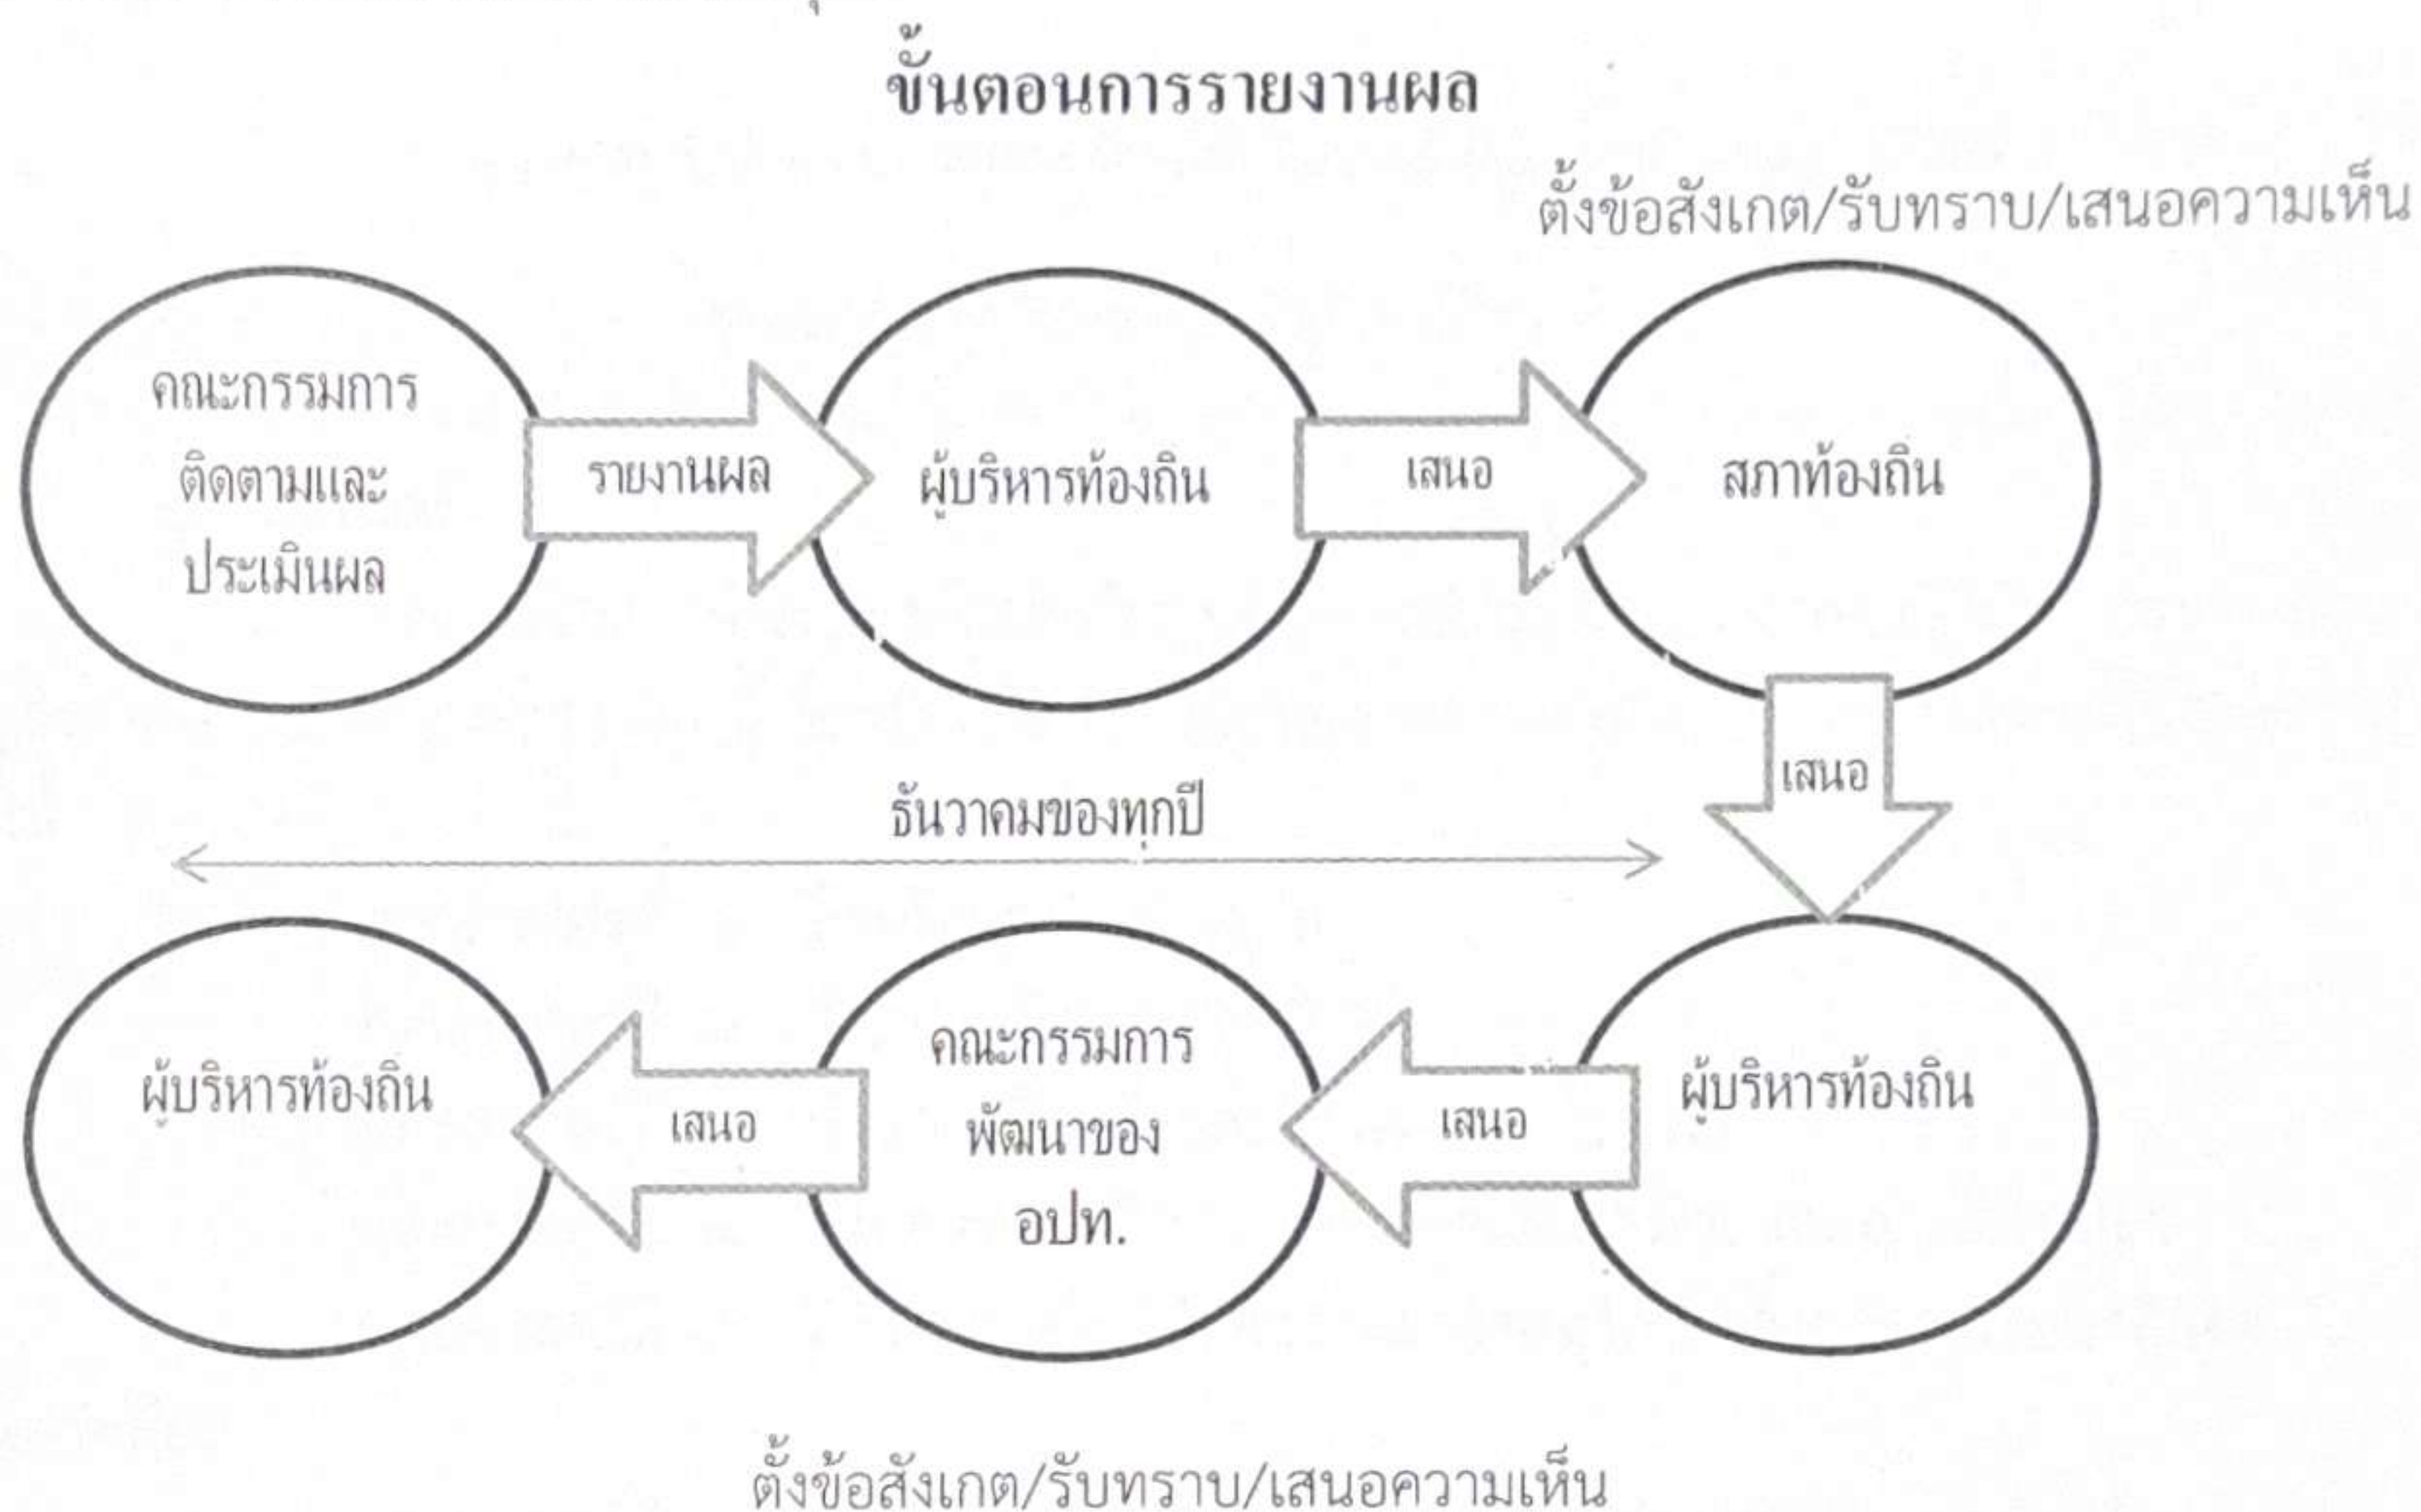 ขั้นตอนการรายงานผล
ตั้งข้อสังเกต/รับทราบ/เสนอความเห็น
คณะกรรมการ
ติดตามและ
ประเมินผล
รายงานผล
ผู้บริหารท้องถิ่น
เสนอ
สภาท้องถิ่น
เสนอ
ธันวาคมของทุกปี
ผู้บริหารท้องถิ่น
เสนอ
คณะกรรมการ
พัฒนาของ
อปท.
เสนอ
ผู้บริหารท้องถิ่น
ตั้งข้อสังเกต/รับทราบ/เสนอความเห็น